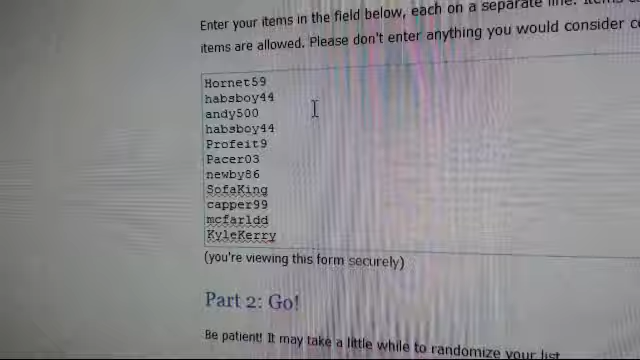 Enter your items in the field below, each on a separate line.
items are allowed. Please don't enter anything you would consider
Hornet59
habsboy44
andy500
habsboy44
Profeit9
Pacer03
newby86
SofaKing
capper99
mcfarldd
KyleKerry
(you're viewing this form securely)
Part 2: Go!
Be patient! It may take a little while to randomize your list